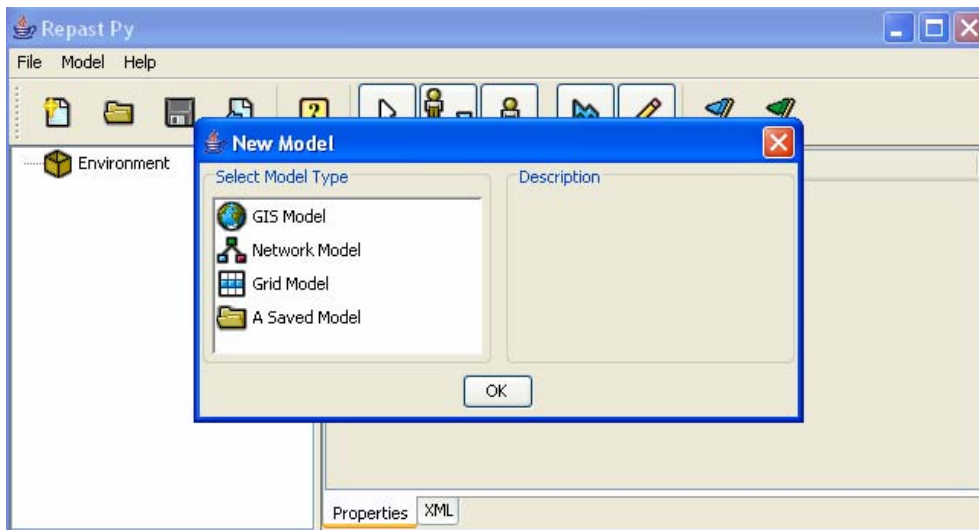 Repast Py
File Model Help
?
New Model
Environment
Select Model Type
Description
GIS Model
Network Model
Grid Model
A Saved Model
OK
Properties XML